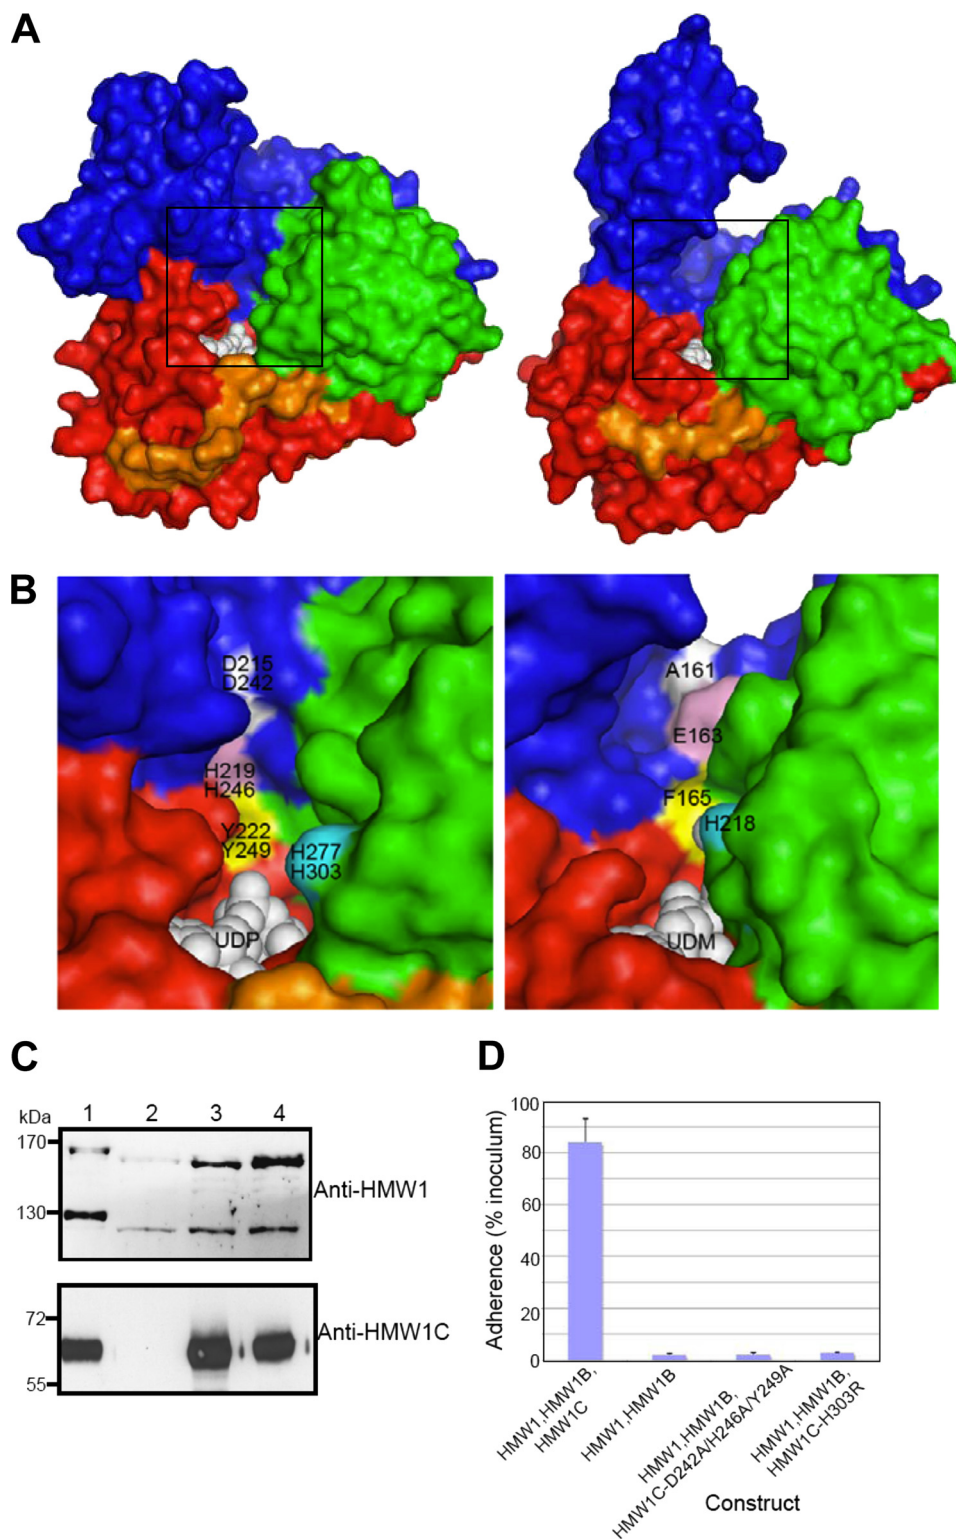 A
B
D215
D242
H219
H246
Y222
Y249
H277
H303
UDP
A161
E163
F165
H218
UDM
C
kDa
1 2 3 4
170
130
Anti-HMW1
72
55
Anti-HMW1C
D
Adherence (% inoculum)
100
80
60
40
20
0
HMW1,HMW1B,
HMW1C
HMW1,HMW1B
HMW1,HMW1B,
HMW1C-D242A/H246A/Y249A
HMW1,HMW1B,
HMW1C-H303R
Construct